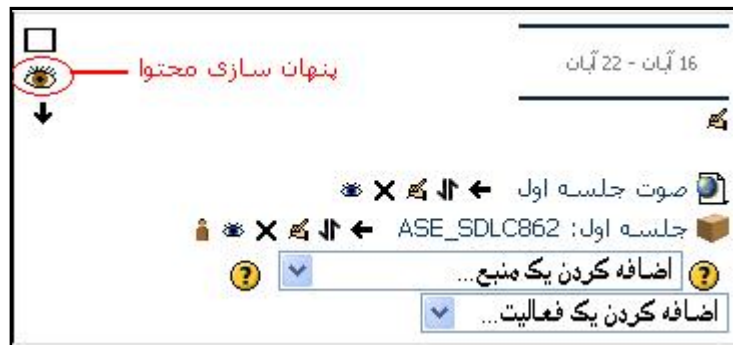 پنهان سازی محتوا
16 آبان - 22 آبان
صوت جلسه اول
جلسه اول: ASE_SDLC862
اضافه کردن یک منبع...
اضافه کردن یک فعالیت...